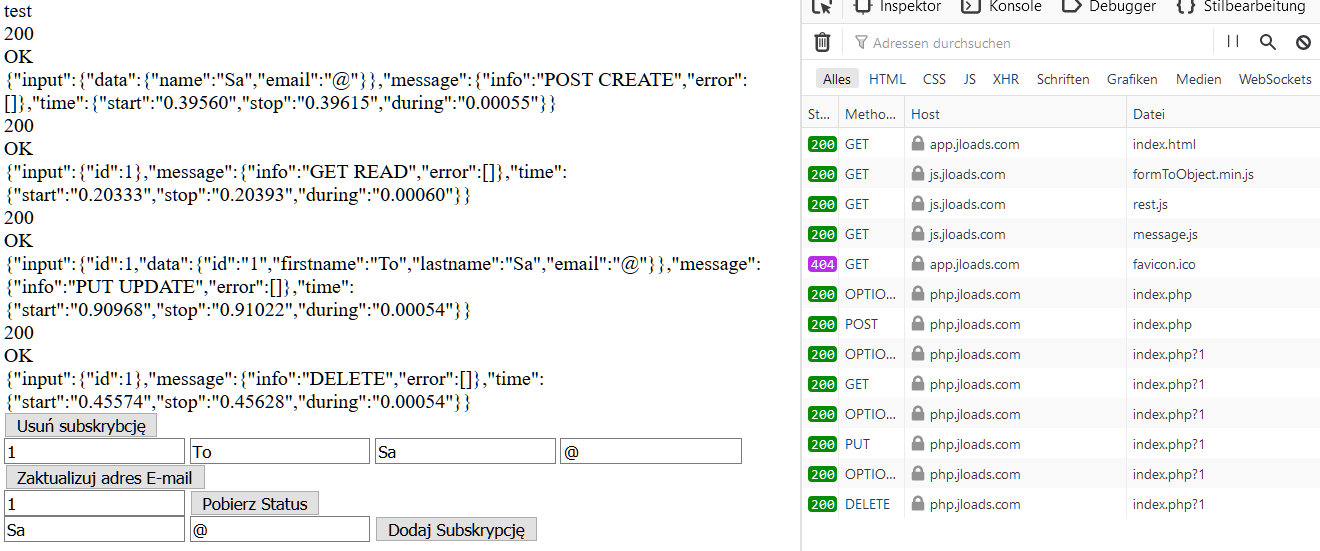 test
200
OK
{"input":{"data":{"name":"Sa","email":"@"}},"message":{"info":"POST CREATE","error":
[]},"time":{"start":"0.39560","stop":"0.39615","during":"0.00055"}}
200
OK
{"input":{"id":1},"message":{"info":"GET READ","error":[]},"time":
{"start":"0.20333","stop":"0.20393","during":"0.00060"}}
200
OK
{"input":{"id":1,"data":{"id":"1","firstname":"To","lastname":"Sa","email":"@"}},"message":
{"info":"PUT UPDATE","error":[]},"time":
{"start":"0.90968","stop":"0.91022","during":"0.00054"}}
200
OK
{"input":{"id":1},"message":{"info":"DELETE","error":[]},"time":
{"start":"0.45574","stop":"0.45628","during":"0.00054"}}
Usuń subskrybcję
1 To Sa @
Zaktualizuj adres E-mail
1 Pobierz Status
Sa @ Dodaj Subskrypcję
Inspektor Konsole Debugger Stilbearbeitung
Adressen durchsuchen
Alles HTML CSS JS XHR Schriften Grafiken Medien WebSockets
St... Metho... Host Datei
200 GET app.jloads.com index.html
200 GET js.jloads.com formToObject.min.js
200 GET js.jloads.com rest.js
200 GET js.jloads.com message.js
404 GET app.jloads.com favicon.ico
200 OPTIO... php.jloads.com index.php
200 POST php.jloads.com index.php
200 OPTIO... php.jloads.com index.php?1
200 GET php.jloads.com index.php?1
200 OPTIO... php.jloads.com index.php?1
200 PUT php.jloads.com index.php?1
200 OPTIO... php.jloads.com index.php?1
200 DELETE php.jloads.com index.php?1